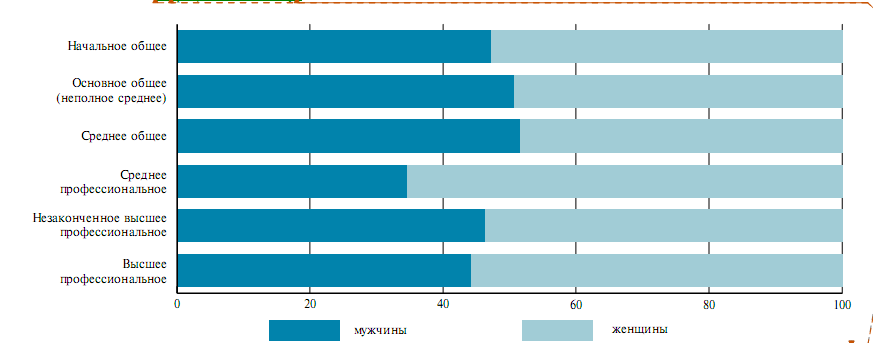 Начальное общее
Основное общее
(неполное среднее)
Среднее общее
Среднее
профессиональное
Незаконченное высшее
профессиональное
Высшее
профессиональное
0 20 40 60 80 100
мужчины женщины